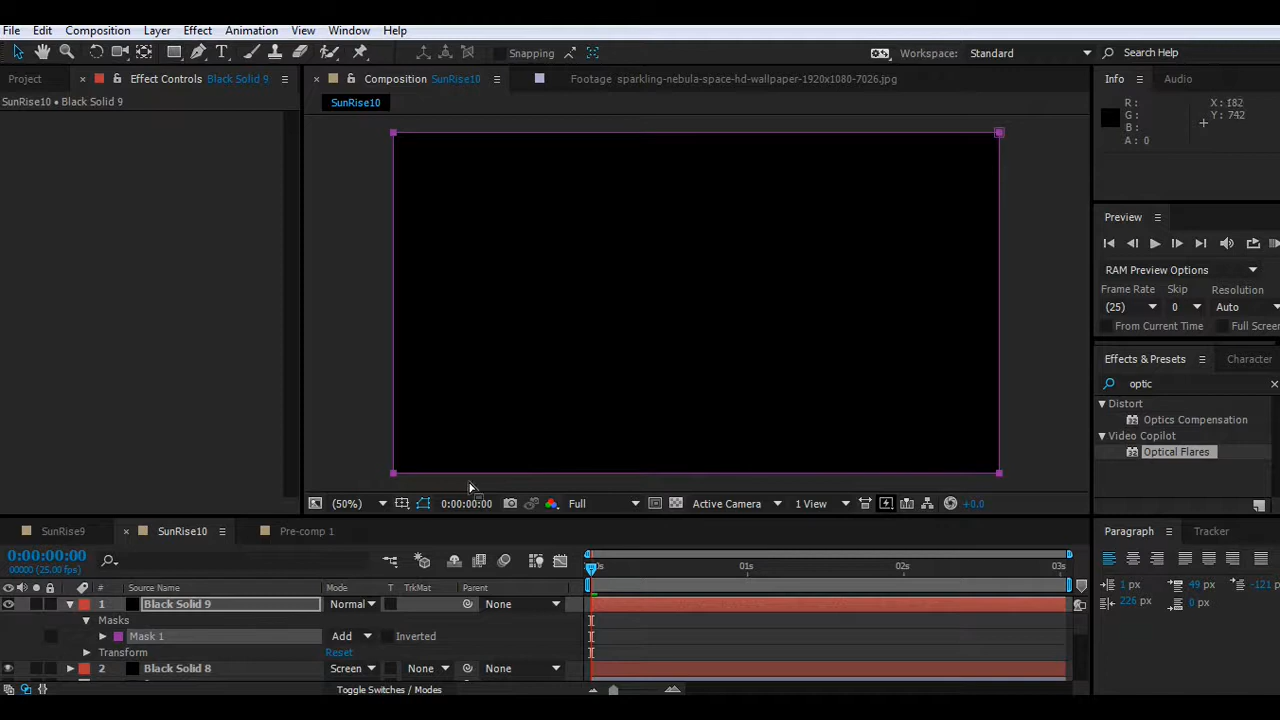 File Edit Composition Layer Effect Animation View Window Help
Snapping Workspace: Standard Search Help
Project Effect Controls Black Solid 9 Composition SunRise10 Footage sparkling-nebula-space-hd-wallpaper-1920x1080-7026.jpg Info Audio
SunRise10 • Black Solid 9 SunRise10
R: X: 182
G: Y: 742
B:
A: 0
Preview
RAM Preview Options
Frame Rate Skip Resolution
(25) 0 Auto
From Current Time Full Screen
Effects & Presets Character
optic
Distort
Optics Compensation
Video Copilot
Optical Flares
(50%) 0:00:00:00 Full Active Camera 1 View +0.0
SunRise9 SunRise10 Pre-comp 1 Paragraph Tracker
0:00:00:00
00000 (25.00 fps)
0s 01s 02s 03s
# Source Name Mode T TrkMat Parent
1 Black Solid 9 Normal None
Masks
Mask 1 Add Inverted
Transform Reset
2 Black Solid 8 Screen None None
Toggle Switches / Modes
1 px 49 px -121 p
226 px 0 px